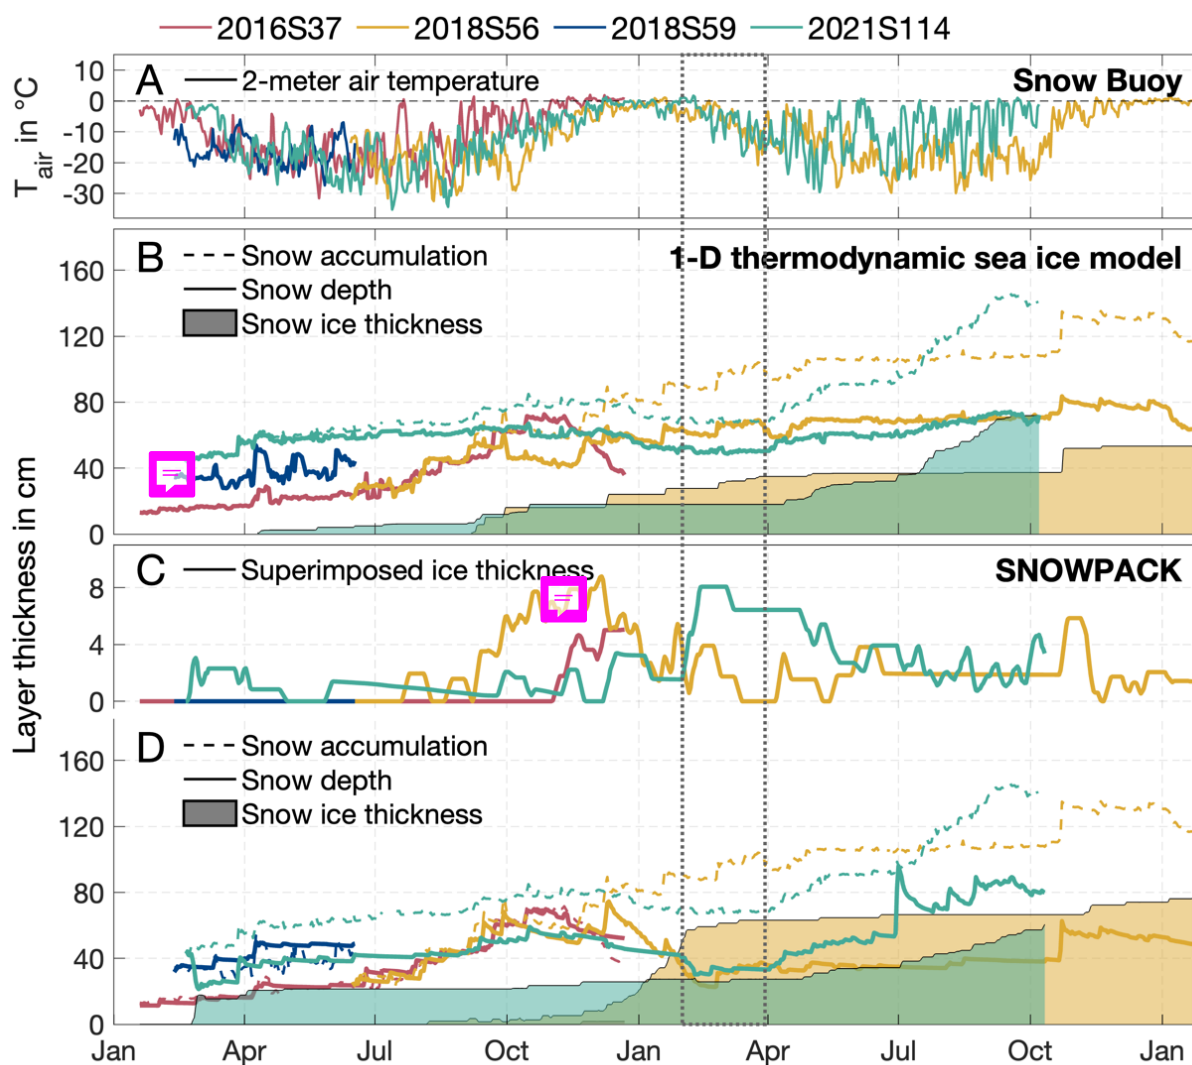 2016S37 2018S56 2018S59 2021S114
A 2-meter air temperature Snow Buoy
10
0
-10
-20
-30
T air in °C
B Snow accumulation 1-D thermodynamic sea ice model
Snow depth
Snow ice thickness
160
120
80
40
0
Layer thickness in cm
C Superimposed ice thickness SNOWPACK
8
4
0
D Snow accumulation
Snow depth
Snow ice thickness
160
120
80
40
0
Jan Apr Jul Oct Jan Apr Jul Oct Jan